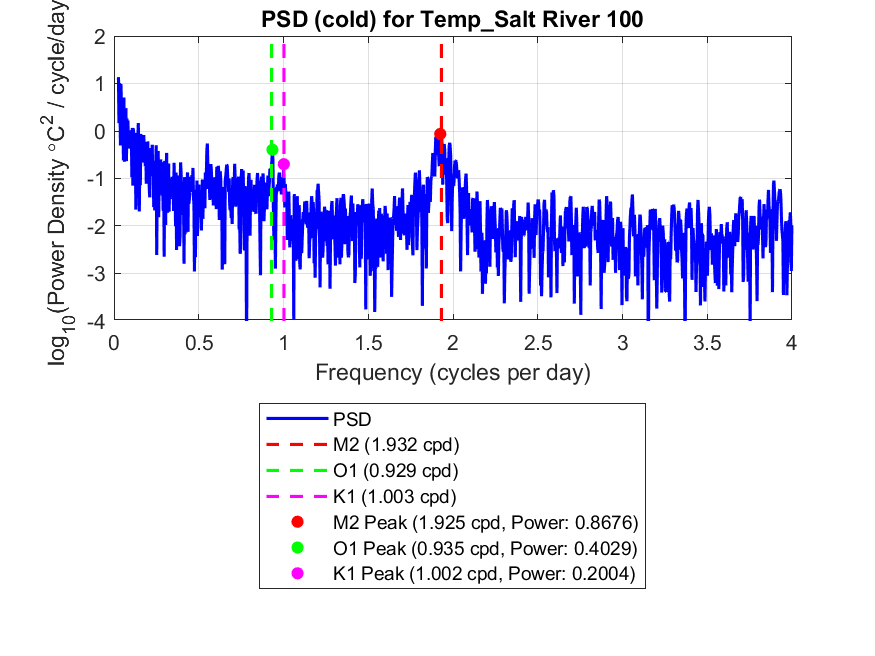 PSD (cold) for Temp_Salt River 100
log10(Power Density °C2 / cycle/day
2
1
0
-1
-2
-3
-4
0 0.5 1 1.5 2 2.5 3 3.5 4
Frequency (cycles per day)
PSD
M2 (1.932 cpd)
O1 (0.929 cpd)
K1 (1.003 cpd)
M2 Peak (1.925 cpd, Power: 0.8676)
O1 Peak (0.935 cpd, Power: 0.4029)
K1 Peak (1.002 cpd, Power: 0.2004)